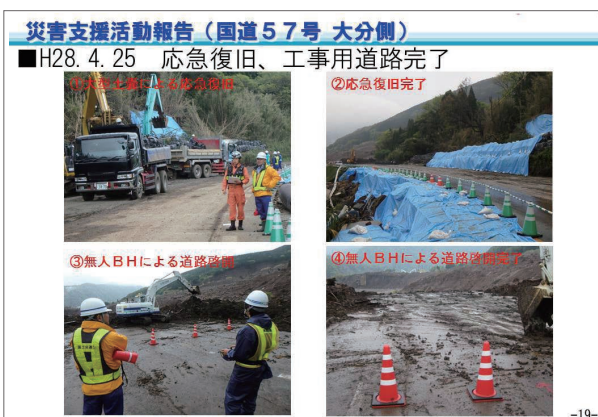 災害支援活動報告（国道５７号 大分側）
■H28.4.25　応急復旧、工事用道路完了
①大型土嚢による応急復旧
②応急復旧完了
③無人ＢＨによる道路啓開
④無人ＢＨによる道路啓開完了
-19-